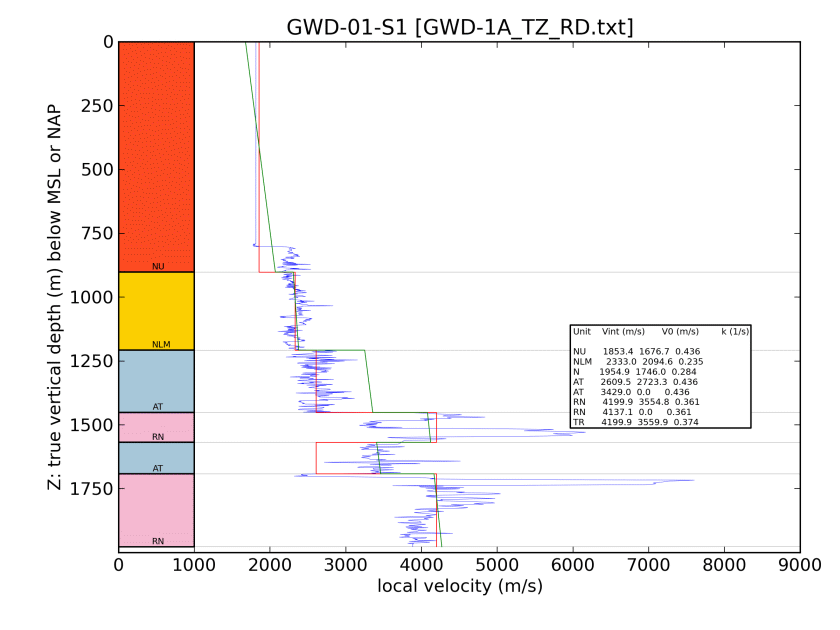 GWD-01-S1 [GWD-1A_TZ_RD.txt]
Z: true vertical depth (m) below MSL or NAP
0
250
500
750
1000
1250
1500
1750
NU
NLM
AT
RN
AT
RN
Unit Vint (m/s) V0 (m/s) k (1/s)
NU 1853.4 1676.7 0.436
NLM 2333.0 2094.6 0.235
N 1954.9 1746.0 0.284
AT 2609.5 2723.3 0.436
AT 3429.0 0.0 0.436
RN 4199.9 3554.8 0.361
RN 4137.1 0.0 0.361
TR 4199.9 3559.9 0.374
0 1000 2000 3000 4000 5000 6000 7000 8000 9000
local velocity (m/s)